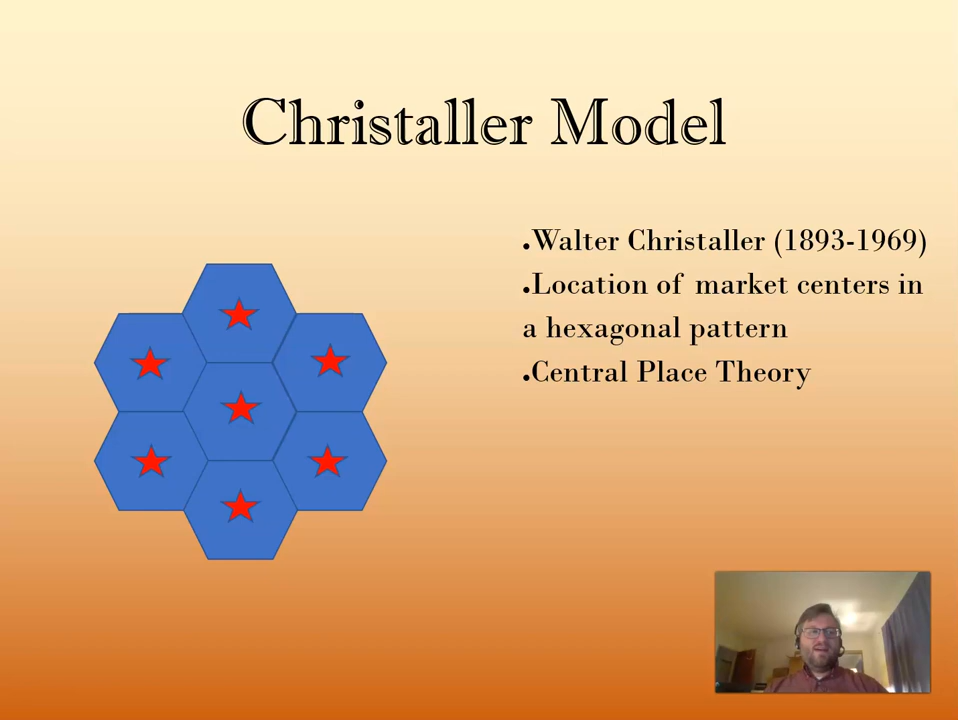 Christaller Model
.Walter Christaller (1893-1969)
.Location of market centers in
a hexagonal pattern
.Central Place Theory